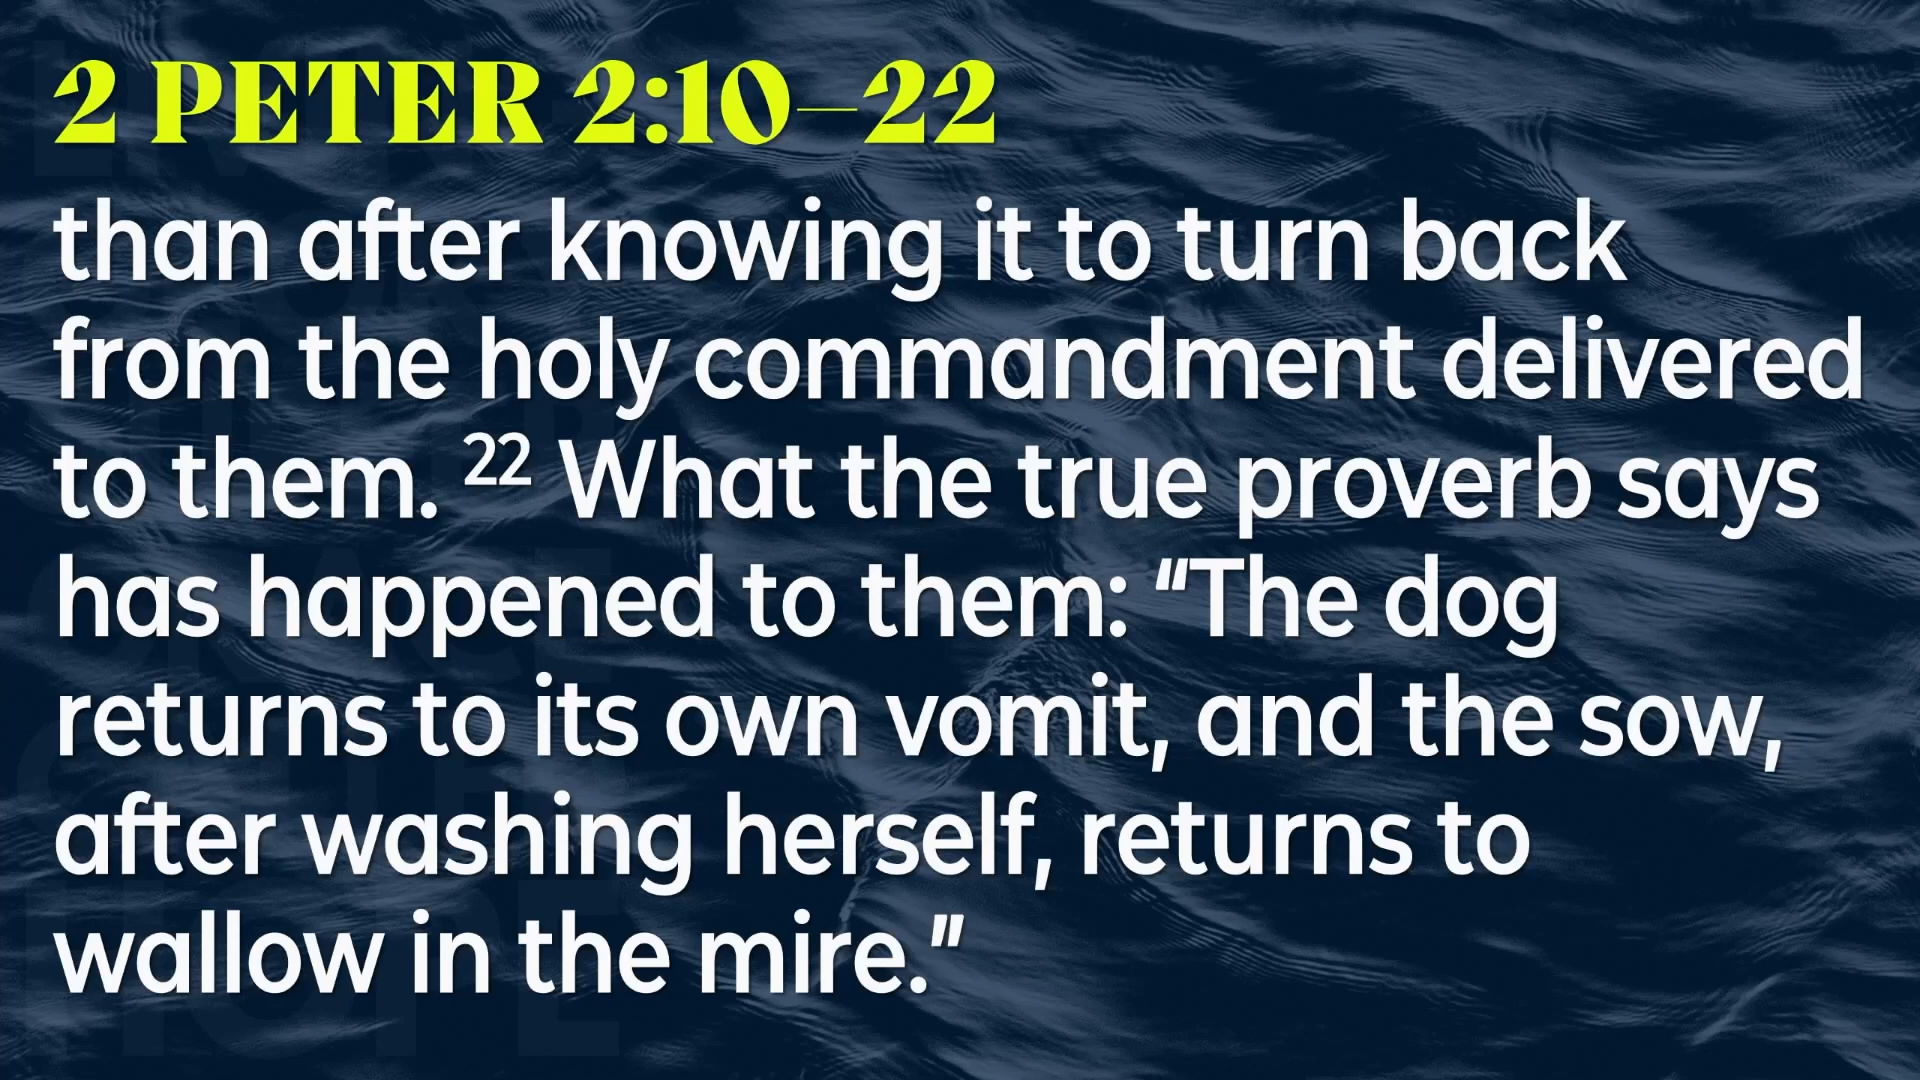 2 PETER 2:10–22
than after knowing it to turn back
from the holy commandment delivered
to them. 22 What the true proverb says
has happened to them: “The dog
returns to its own vomit, and the sow,
after washing herself, returns to
wallow in the mire.”